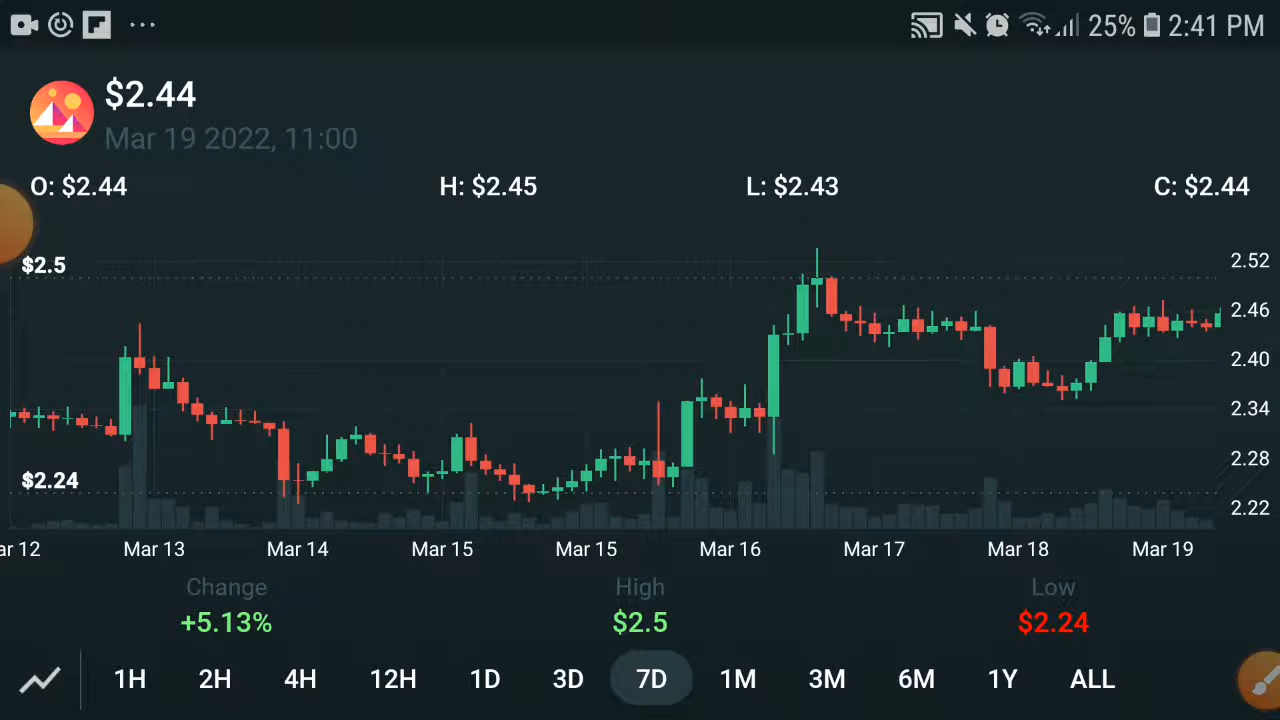 25% 2:41 PM
$2.44
Mar 19 2022, 11:00
O: $2.44 H: $2.45 L: $2.43 C: $2.44
$2.5
2.52
2.46
2.40
2.34
$2.24
2.28
2.22
ar 12 Mar 13 Mar 14 Mar 15 Mar 15 Mar 16 Mar 17 Mar 18 Mar 19
Change High Low
+5.13% $2.5 $2.24
1H 2H 4H 12H 1D 3D 7D 1M 3M 6M 1Y ALL